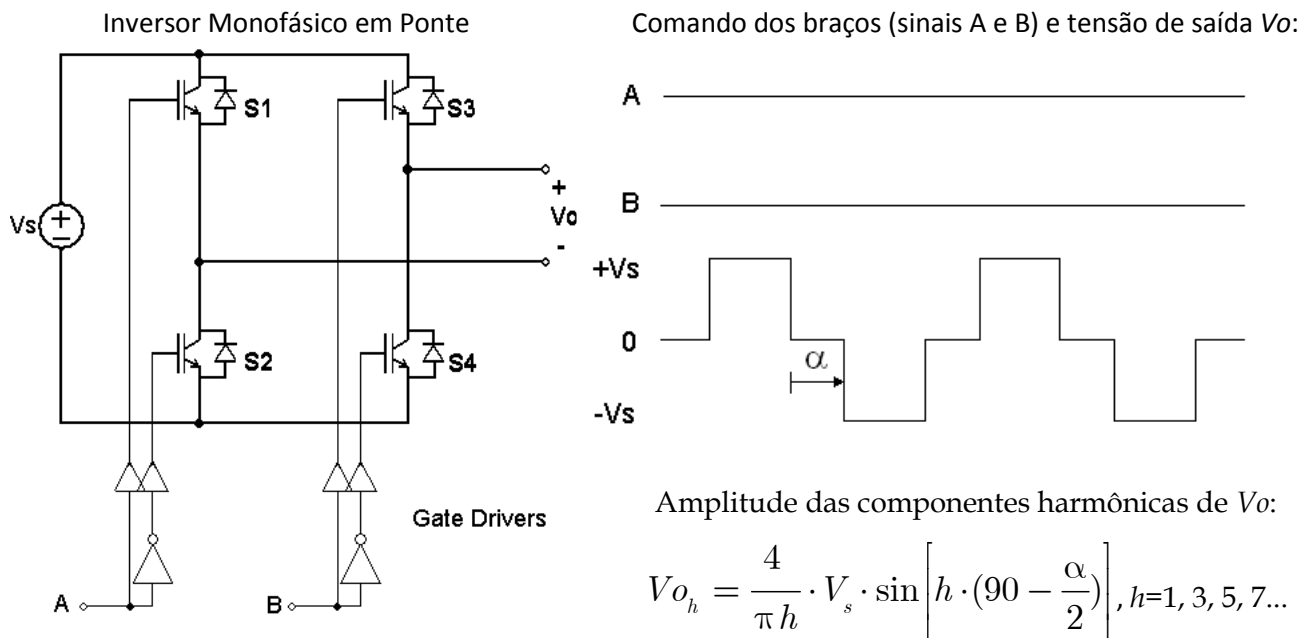 Inversor Monofásico em Ponte
Vs
S1
S3
S2
S4
+
Vo
-
Gate Drivers
A
B
Comando dos braços (sinais A e B) e tensão de saída Vo:
A
B
+Vs
0
α
-Vs
Amplitude das componentes harmônicas de Vo:
Vo_h = 4/(π h) · V_s · sin[h · (90 − α/2)], h=1, 3, 5, 7...